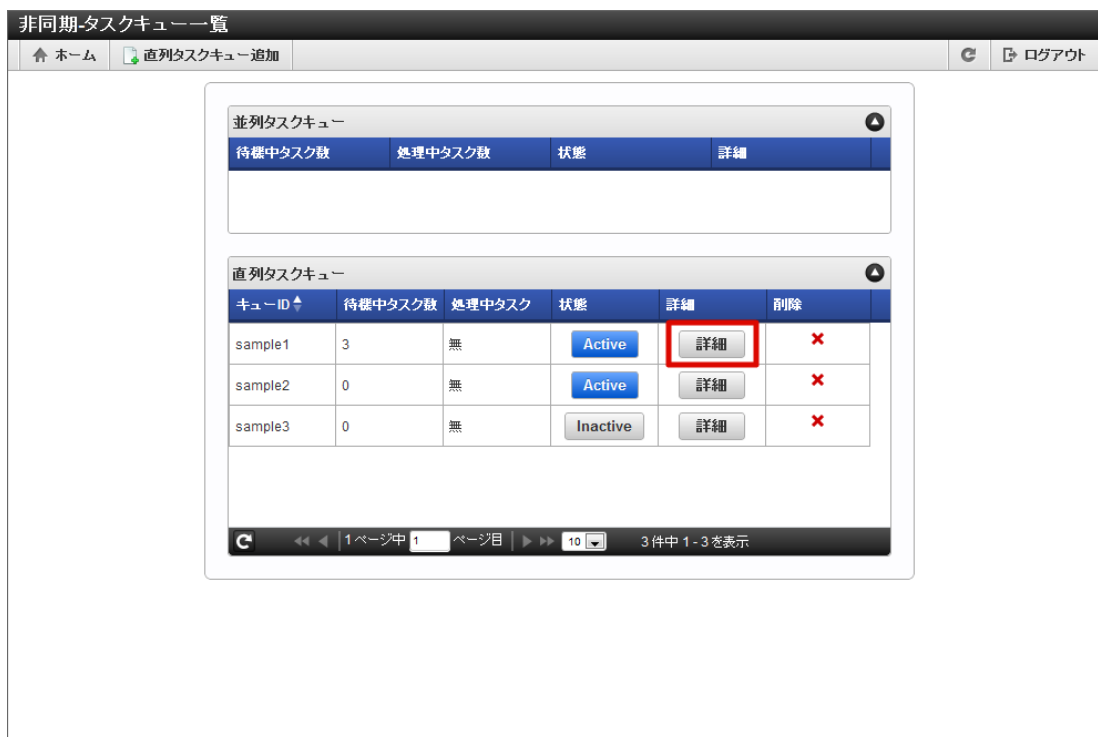 非同期-タスクキュー一覧
ホーム 直列タスクキュー追加 ログアウト
並列タスクキュー
待機中タスク数 処理中タスク数 状態 詳細
直列タスクキュー
キューID 待機中タスク数 処理中タスク 状態 詳細 削除
sample1 3 無 Active 詳細
sample2 0 無 Active 詳細
sample3 0 無 Inactive 詳細
1 ページ中 1 ページ目 10 3 件中 1 - 3 を表示